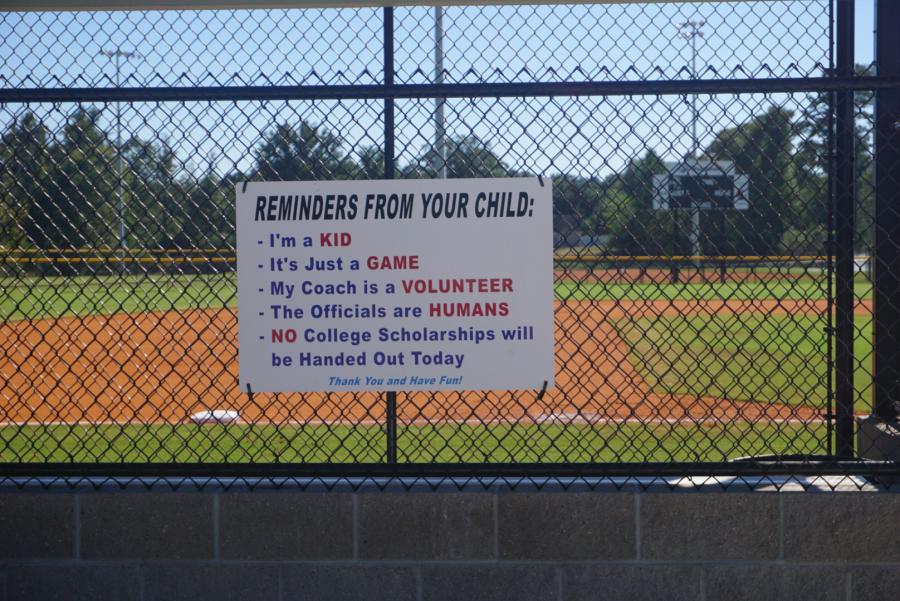 REMINDERS FROM YOUR CHILD:
- I'm a KID
- It's Just a GAME
- My Coach is a VOLUNTEER
- The Officials are HUMANS
- NO College Scholarships will
be Handed Out Today
Thank You and Have Fun!